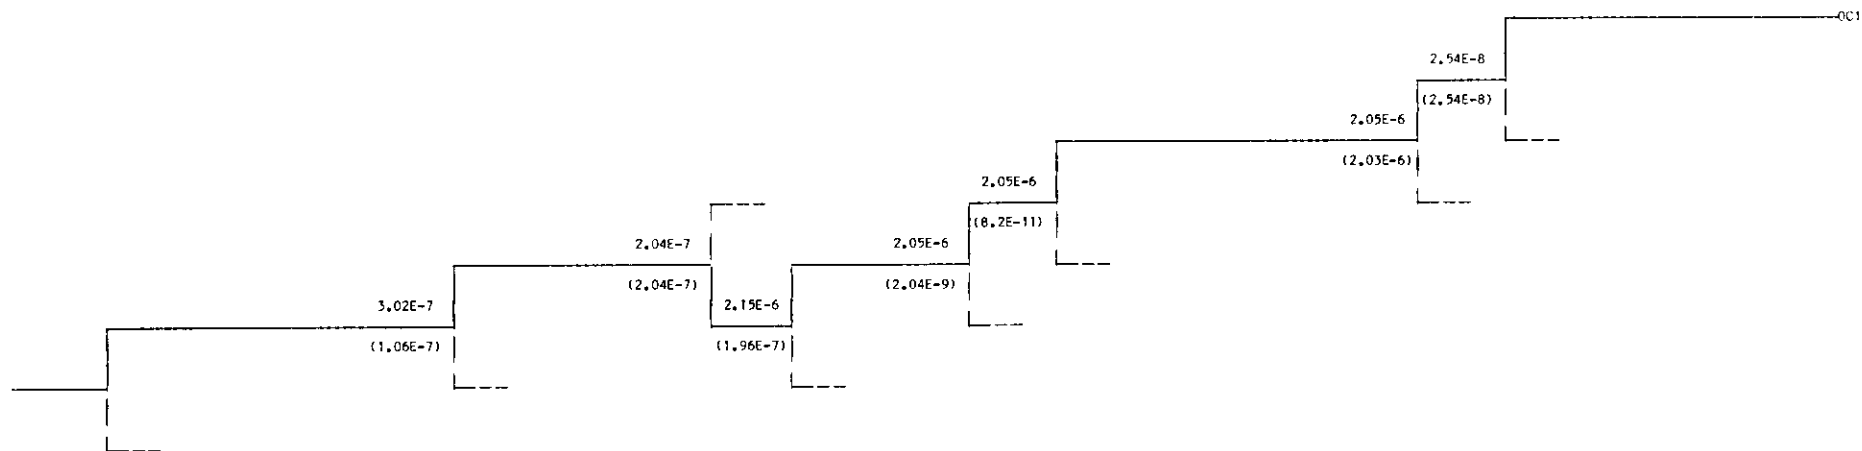 OC1
2.54E-8
(2.54E-8)
2.05E-6
(2.03E-6)
2.05E-6
(8.2E-11)
2.04E-7
(2.04E-7)
2.05E-6
(2.04E-9)
3.02E-7
(1.06E-7)
2.15E-6
(1.96E-7)